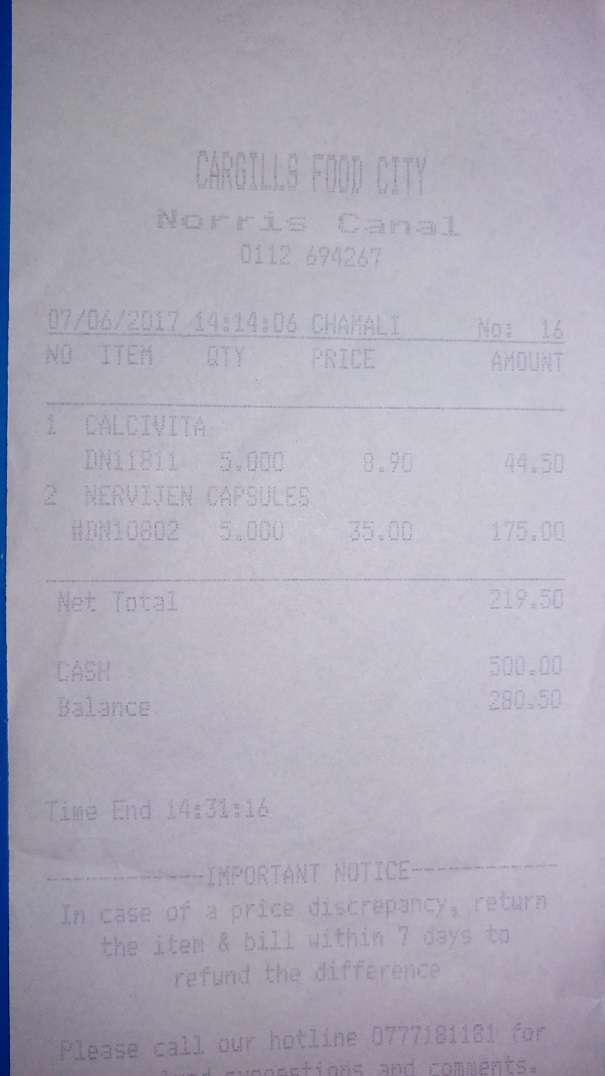 CARGILLS FOOD CITY
Norris Canal
0112 694267
07/06/2017 14:14:06 CHAMALI No: 16
NO ITEM QTY PRICE AMOUNT
1 CALCIVITA
DN11811 5.000 8.90 44.50
2 NERVIJEN CAPSULES
#DN10802 5.000 35.00 175.00
Net Total 219.50
CASH 500.00
Balance 280.50
Time End 14:31:16
------------IMPORTANT NOTICE-----------
In case of a price discrepancy, return
the item & bill within 7 days to
refund the difference
Please call our hotline 0777181181 for
suggestions and comments.